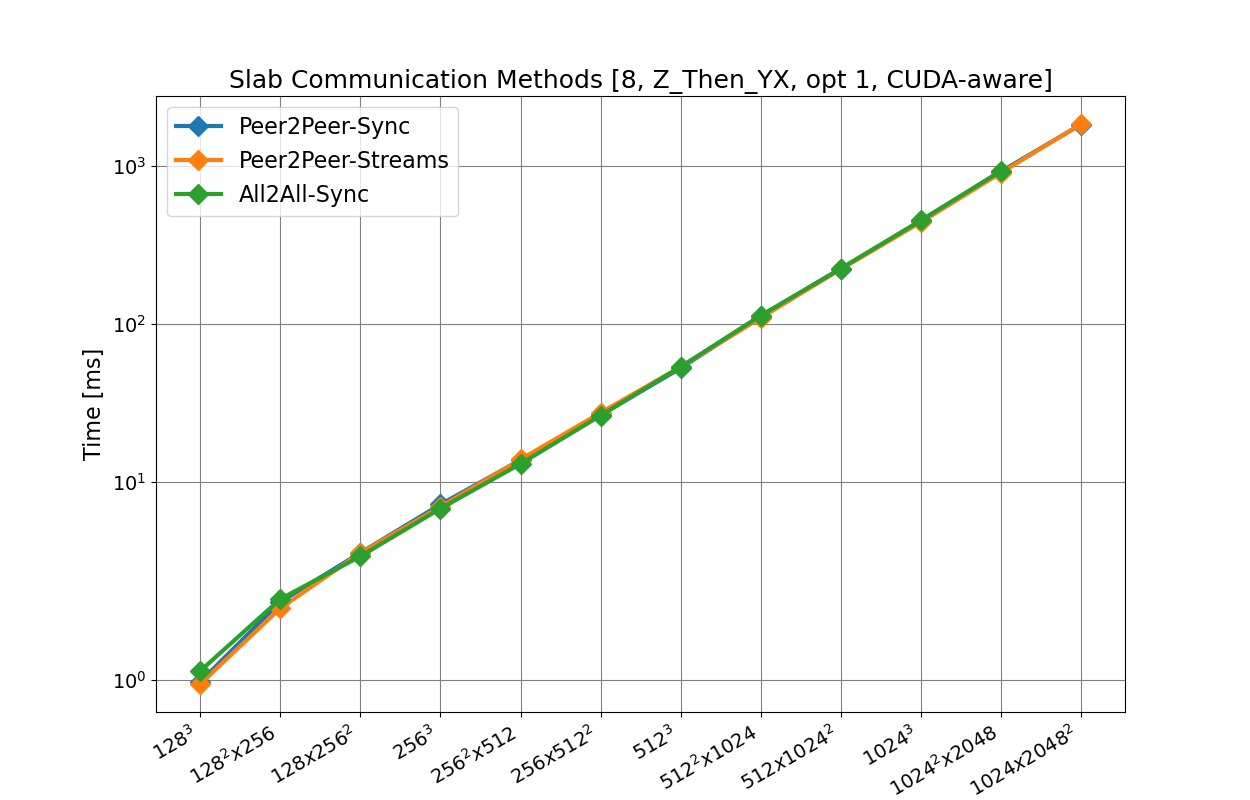 Slab Communication Methods [8, Z_Then_YX, opt 1, CUDA-aware]
Peer2Peer-Sync
Peer2Peer-Streams
All2All-Sync
Time [ms]
10³
10²
10¹
10⁰
128³
128²x256
128x256²
256³
256²x512
256x512²
512³
512²x1024
512x1024²
1024³
1024²x2048
1024x2048²